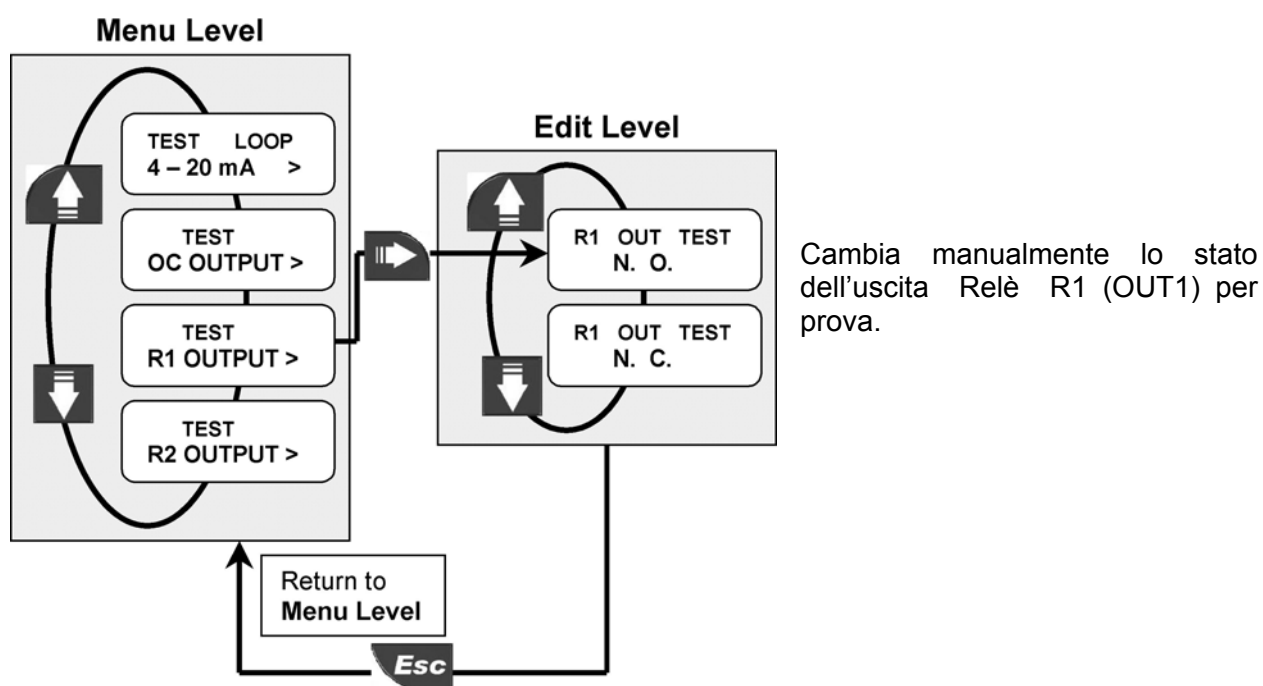 Menu Level
TEST LOOP
4 – 20 mA >
TEST
OC OUTPUT >
TEST
R1 OUTPUT >
TEST
R2 OUTPUT >
Edit Level
R1 OUT TEST
N. O.
R1 OUT TEST
N. C.
Cambia manualmente lo stato
dell’uscita Relè R1 (OUT1) per
prova.
Return to
Menu Level
Esc